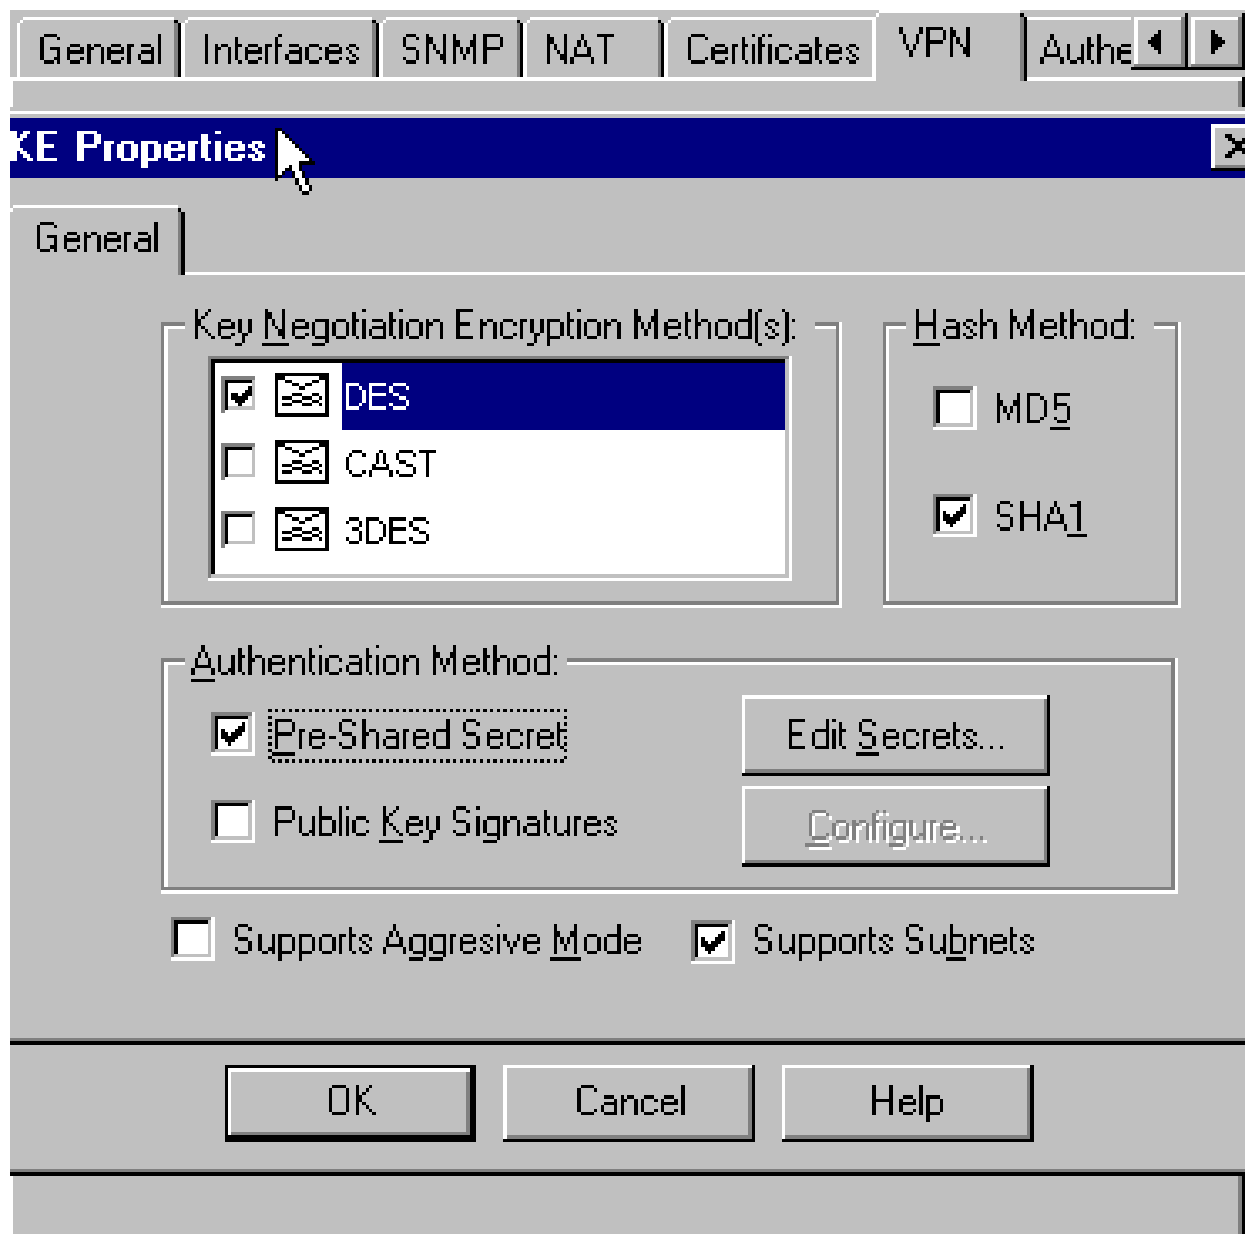 General Interfaces SNMP NAT Certificates VPN Authe
KE Properties
General
Key Negotiation Encryption Method(s):
DES
CAST
3DES
Hash Method:
MD5
SHA1
Authentication Method:
Pre-Shared Secret
Edit Secrets...
Public Key Signatures
Configure...
Supports Aggresive Mode
Supports Subnets
OK Cancel Help